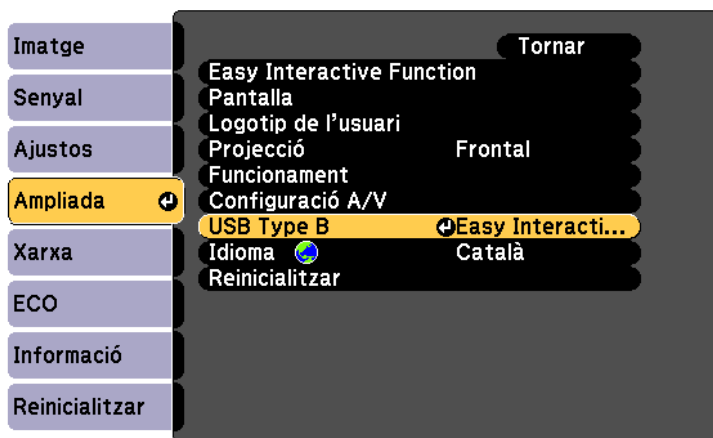 Imatge
Senyal
Ajustos
Ampliada
Xarxa
ECO
Informació
Reinicialitzar
Tornar
Easy Interactive Function
Pantalla
Logotip de l'usuari
Projecció Frontal
Funcionament
Configuració A/V
USB Type B Easy Interacti...
Idioma Català
Reinicialitzar